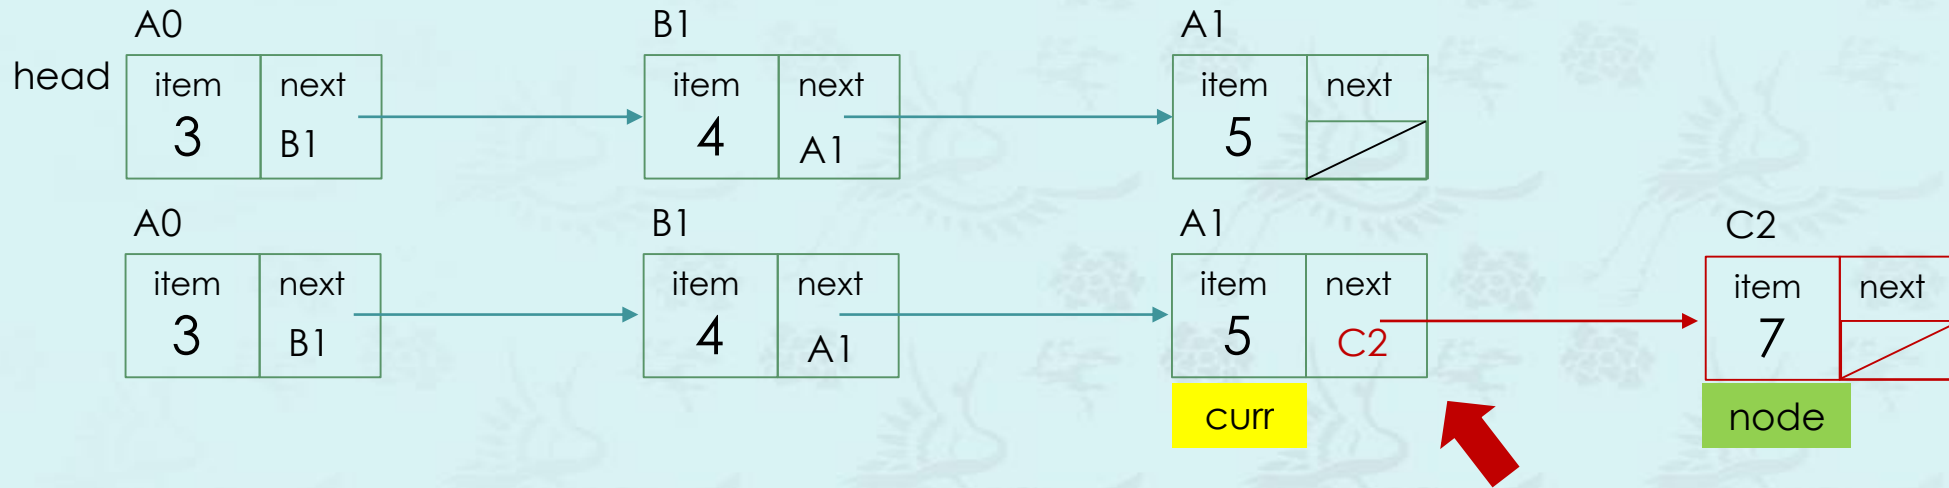 A0 B1 A1
head item next item next item next
3 B1 4 A1 5
A0 B1 A1 C2
item next item next item next item next
3 B1 4 A1 5 C2 7
curr node